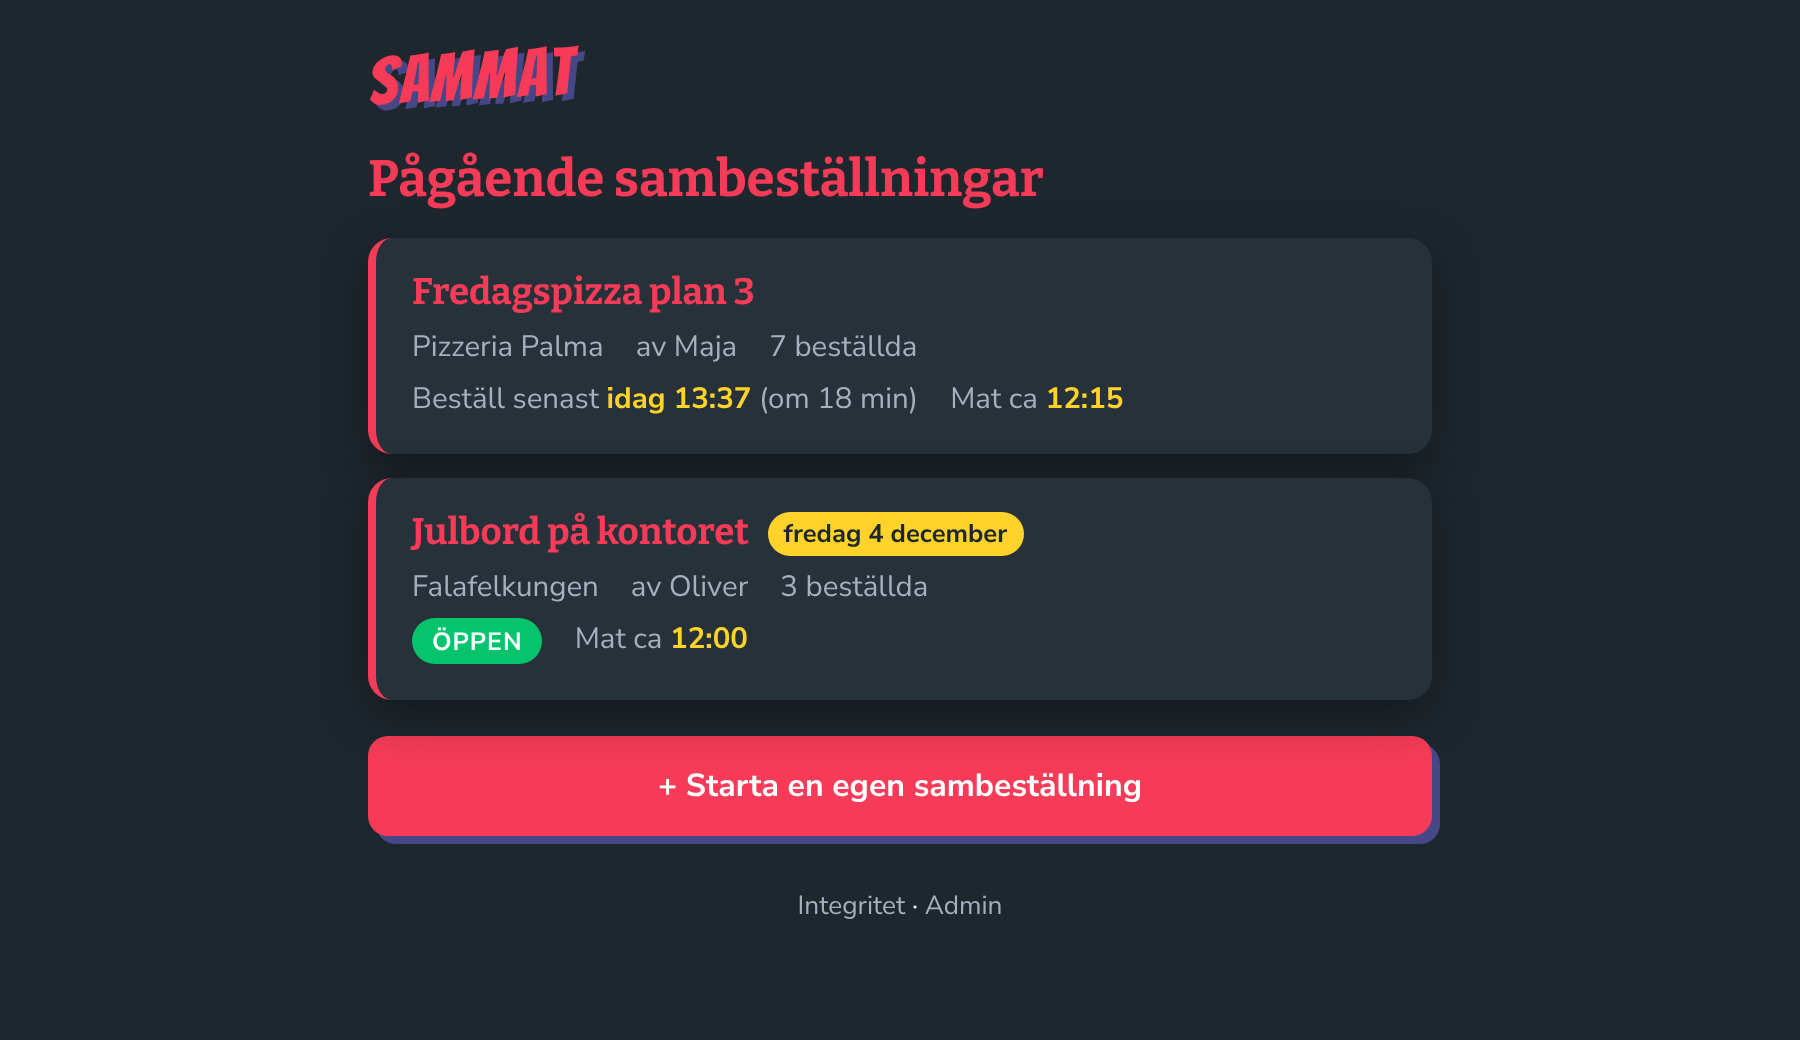 SAMMAT
Pågående sambeställningar
Fredagspizza plan 3
Pizzeria Palma av Maja 7 beställda
Beställ senast idag 13:37 (om 18 min) Mat ca 12:15
Julbord på kontoret fredag 4 december
Falafelkungen av Oliver 3 beställda
ÖPPEN Mat ca 12:00
+ Starta en egen sambeställning
Integritet · Admin